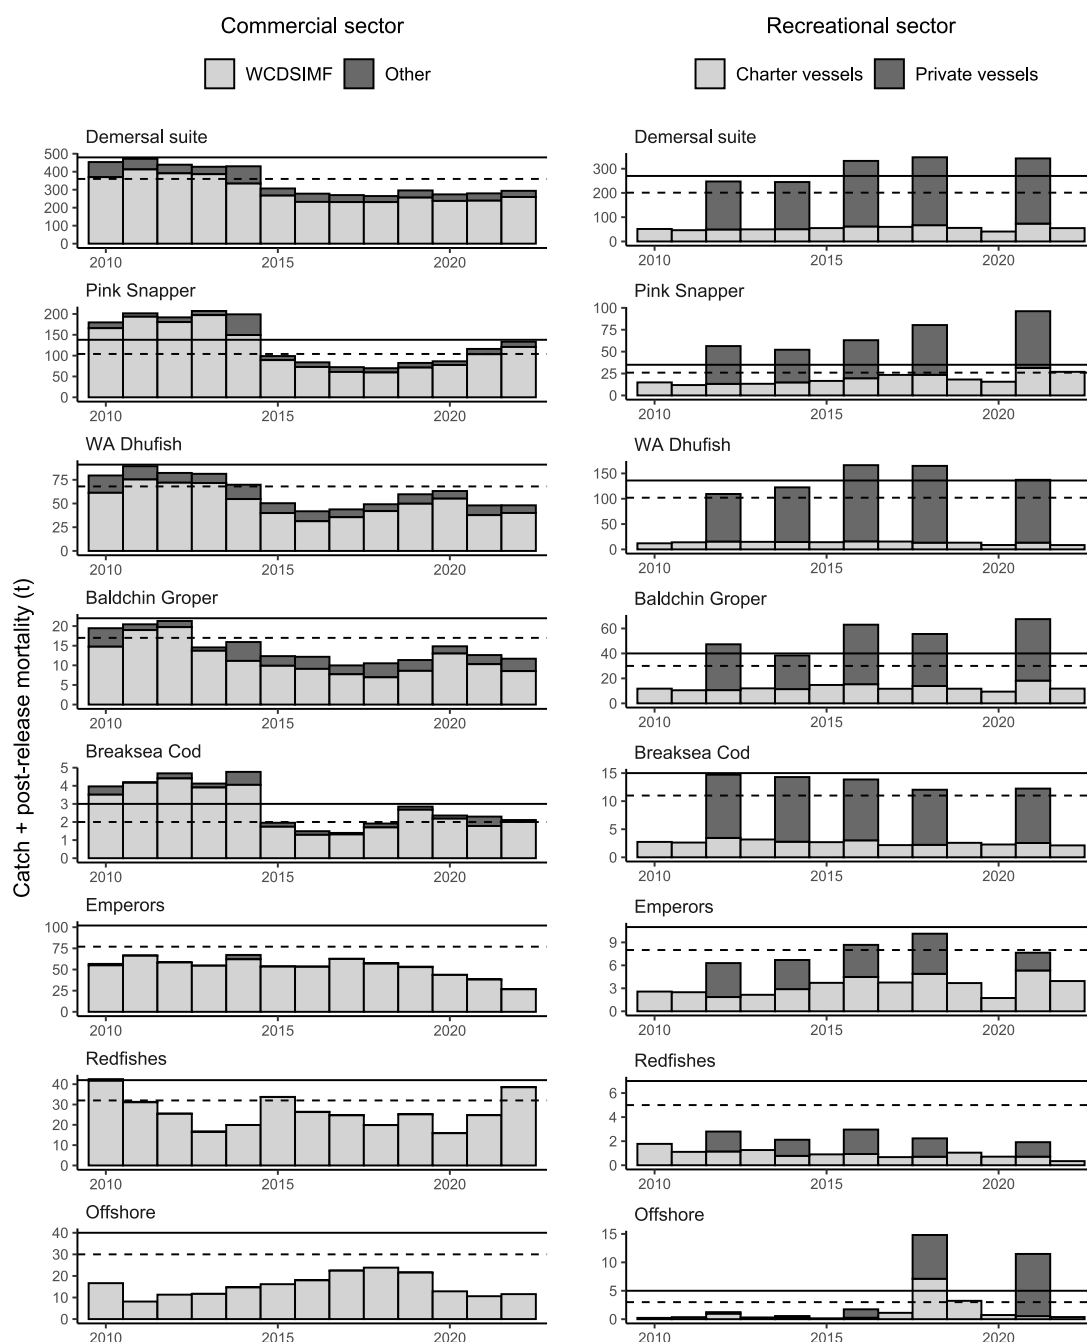 Commercial sector
WCDSIMF Other
Recreational sector
Charter vessels Private vessels
Catch + post-release mortality (t)
Demersal suite
500
400
300
200
100
0
2010 2015 2020
Demersal suite
300
200
100
0
2010 2015 2020
Pink Snapper
200
150
100
50
0
2010 2015 2020
Pink Snapper
100
75
50
25
0
2010 2015 2020
WA Dhufish
75
50
25
0
2010 2015 2020
WA Dhufish
150
100
50
0
2010 2015 2020
Baldchin Groper
20
15
10
5
0
2010 2015 2020
Baldchin Groper
60
40
20
0
2010 2015 2020
Breaksea Cod
5
4
3
2
1
0
2010 2015 2020
Breaksea Cod
15
10
5
0
2010 2015 2020
Emperors
100
75
50
25
0
2010 2015 2020
Emperors
9
6
3
0
2010 2015 2020
Redfishes
40
30
20
10
0
2010 2015 2020
Redfishes
6
4
2
0
2010 2015 2020
Offshore
40
30
20
10
0
2010 2015 2020
Offshore
15
10
5
0
2010 2015 2020